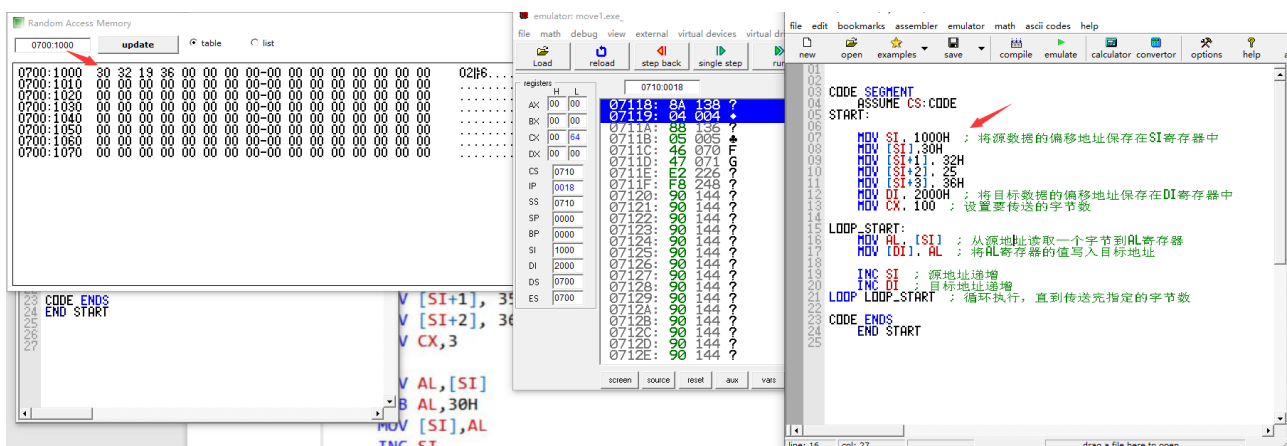 Random Access Memory
0700:1000 update table list
0700:1000 30 32 19 36 00 00 00 00-00 00 00 00 00 00 00 00
0700:1010 00 00 00 00 00 00 00 00-00 00 00 00 00 00 00 00
0700:1020 00 00 00 00 00 00 00 00-00 00 00 00 00 00 00 00
0700:1030 00 00 00 00 00 00 00 00-00 00 00 00 00 00 00 00
0700:1040 00 00 00 00 00 00 00 00-00 00 00 00 00 00 00 00
0700:1050 00 00 00 00 00 00 00 00-00 00 00 00 00 00 00 00
0700:1060 00 00 00 00 00 00 00 00-00 00 00 00 00 00 00 00
0700:1070 00 00 00 00 00 00 00 00-00 00 00 00 00 00 00 00
23 CODE ENDS
24 END START
25
26
27
V [SI+1], 35
V [SI+2], 36
V CX,3
V AL,[SI]
B AL,30H
MOV [SI],AL
INC SI
emulator: move1.exe_
file math debug view external virtual devices virtual dr
Load reload step back single step run
registers H L
0710:0018
AX 00 00
BX 00 00
CX 00 64
DX 00 00
CS 0710
IP 0018
SS 0710
SP 0000
BP 0000
SI 1000
DI 2000
DS 0700
ES 0700
07118: 8A 138 ?
07119: 04 004 ♦
0711A: 88 136 ?
0711B: 05 005 ♣
0711C: 46 070 F
0711D: 47 071 G
0711E: E2 226 ?
0711F: F8 248 ?
07120: 90 144 ?
07121: 90 144 ?
07122: 90 144 ?
07123: 90 144 ?
07124: 90 144 ?
07125: 90 144 ?
07126: 90 144 ?
07127: 90 144 ?
07128: 90 144 ?
07129: 90 144 ?
0712A: 90 144 ?
0712B: 90 144 ?
0712C: 90 144 ?
0712D: 90 144 ?
0712E: 90 144 ?
screen source reset aux vars
file edit bookmarks assembler emulator math ascii codes help
new open examples save compile emulate calculator convertor options help
01
02
03 CODE SEGMENT
04 ASSUME CS:CODE
05 START:
06
07 MOV SI, 1000H ; 将源数据的偏移地址保存在SI寄存器中
08 MOV [SI],30H
09 MOV [SI+1], 32H
10 MOV [SI+2], 25
11 MOV [SI+3], 36H
12 MOV DI, 2000H ; 将目标数据的偏移地址保存在DI寄存器中
13 MOV CX, 100 ; 设置要传送的字节数
14
15 LOOP_START:
16 MOV AL, [SI] ; 从源地址读取一个字节到AL寄存器
17 MOV [DI], AL ; 将AL寄存器的值写入目标地址
18
19 INC SI ; 源地址递增
20 INC DI ; 目标地址递增
21 LOOP LOOP_START ; 循环执行，直到传送完指定的字节数
22
23 CODE ENDS
24 END START
25
line: 16 col: 27 drag a file here to open